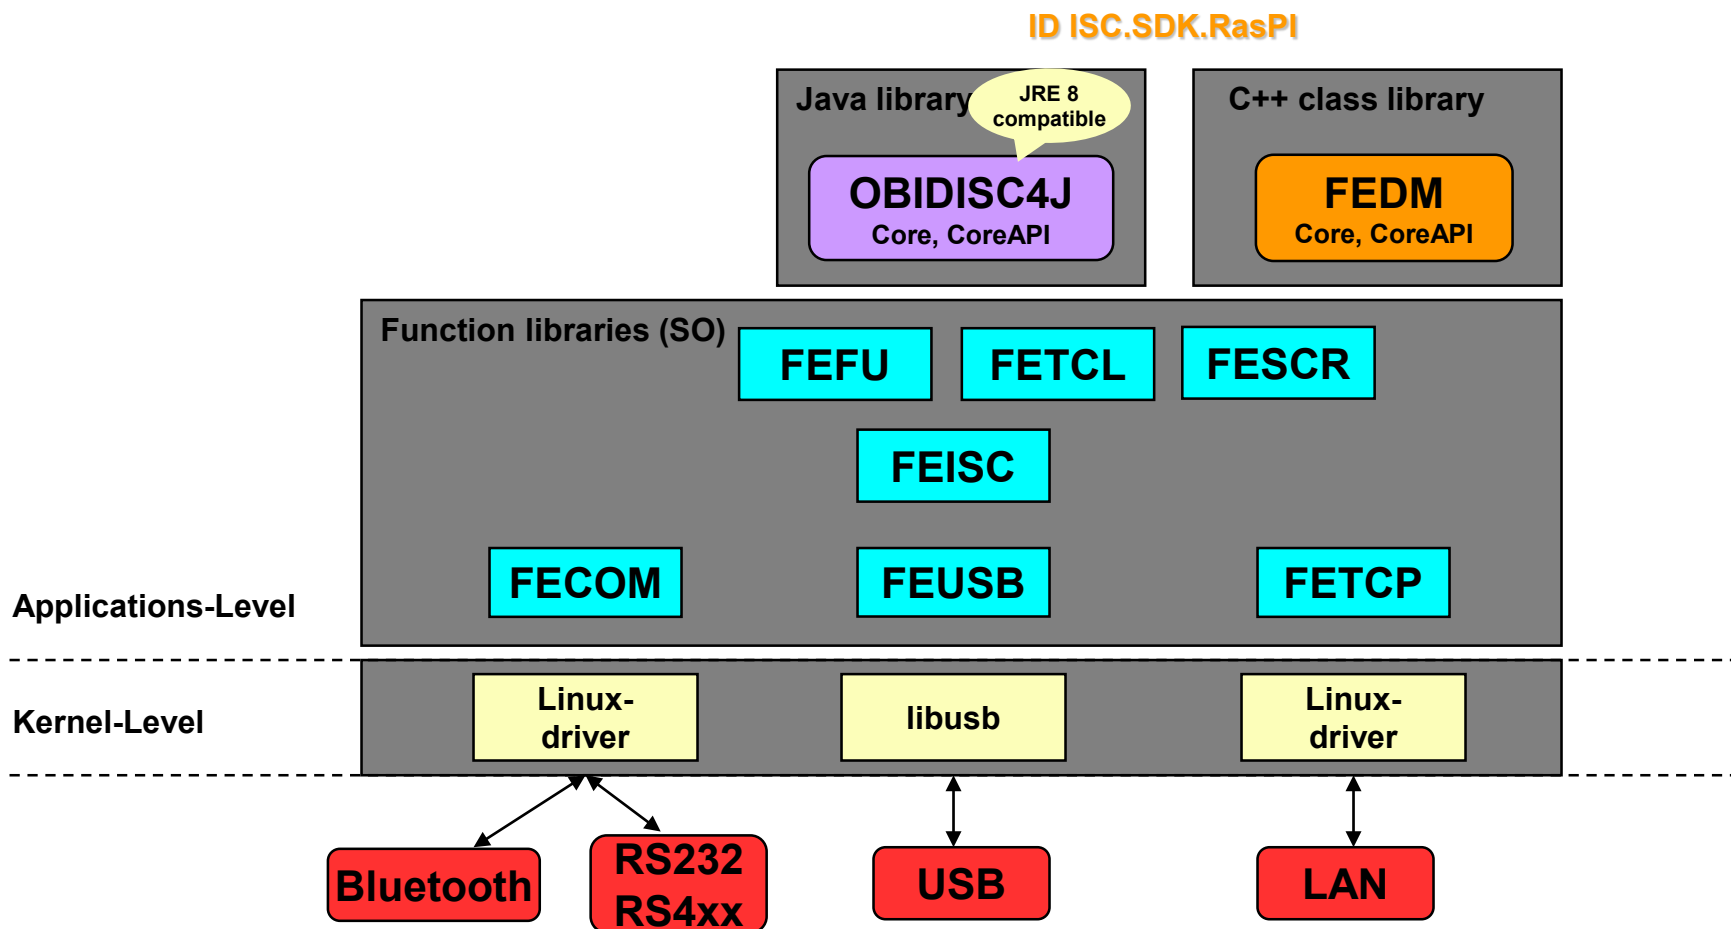 ID ISC.SDK.RasPI
Java library
JRE 8
compatible
C++ class library
OBIDISC4J
Core, CoreAPI
FEDM
Core, CoreAPI
Function libraries (SO)
FEFU
FETCL
FESCR
FEISC
FECOM
FEUSB
FETCP
Applications-Level
Kernel-Level
Linux-
driver
libusb
Linux-
driver
Bluetooth
RS232
RS4xx
USB
LAN